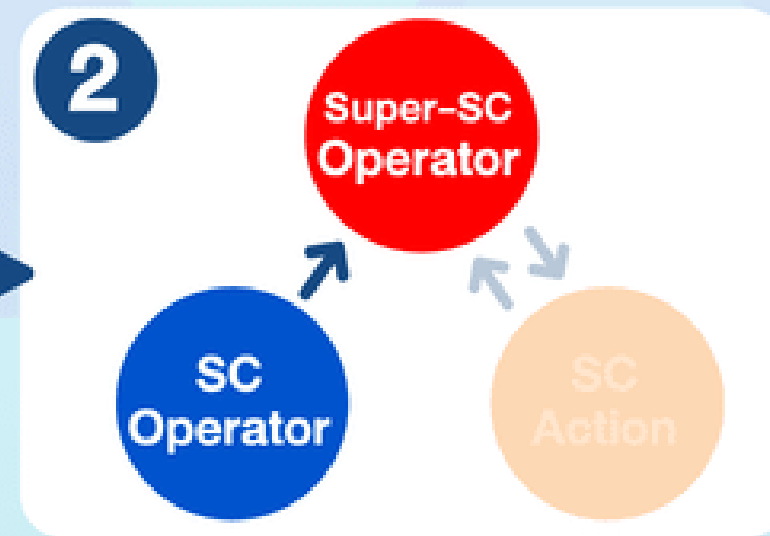 2
Super-SC
Operator
SC
Operator
SC
Action